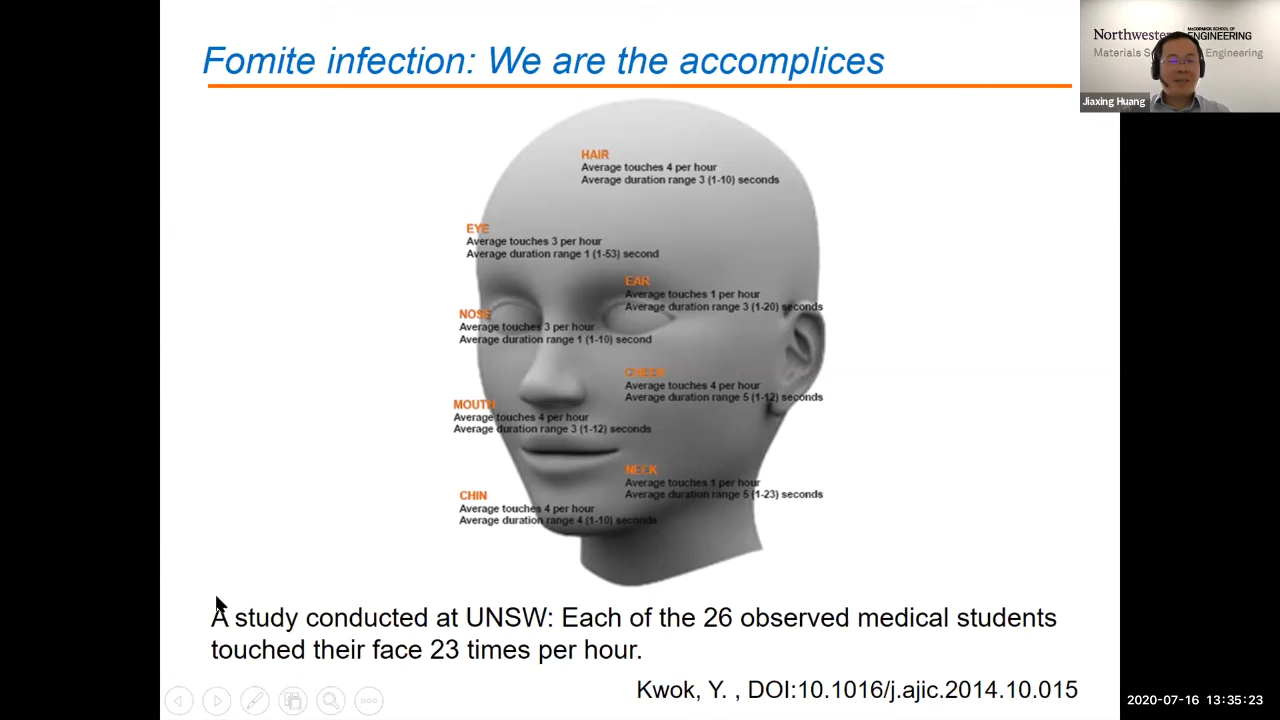 Fomite infection: We are the accomplices
HAIR
Average touches 4 per hour
Average duration range 3 (1-10) seconds
EYE
Average touches 3 per hour
Average duration range 1 (1-53) second
EAR
Average touches 1 per hour
Average duration range 3 (1-20) seconds
NOSE
Average touches 3 per hour
Average duration range 1 (1-10) second
CHEEK
Average touches 4 per hour
Average duration range 5 (1-12) seconds
MOUTH
Average touches 4 per hour
Average duration range 3 (1-12) seconds
NECK
Average touches 1 per hour
Average duration range 5 (1-23) seconds
CHIN
Average touches 4 per hour
Average duration range 4 (1-10) seconds
A study conducted at UNSW: Each of the 26 observed medical students
touched their face 23 times per hour.
Kwok, Y. , DOI:10.1016/j.ajic.2014.10.015
McCORMICK SCHOOL OF
ENGINEERING
Engineering
Jiaxing Huang
2020-07-16 13:35:23